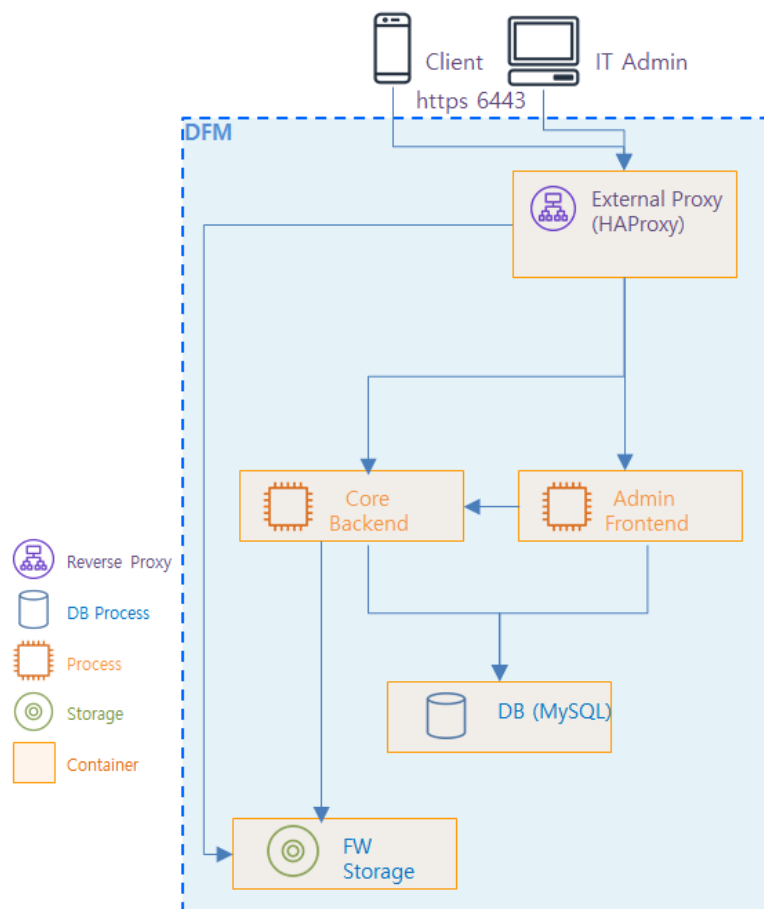 Client
IT Admin
https 6443
DFM
External Proxy
(HAProxy)
Core
Backend
Admin
Frontend
Reverse Proxy
DB Process
Process
Storage
Container
DB (MySQL)
FW
Storage